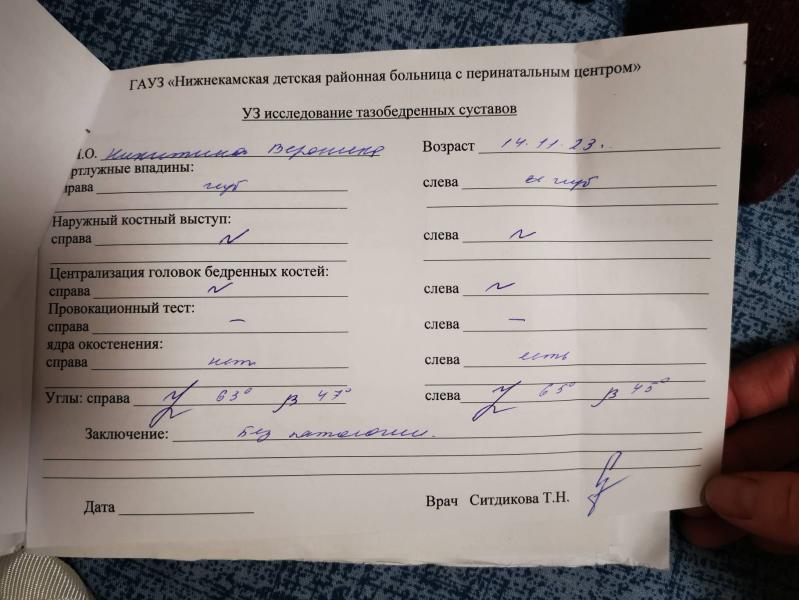 ГАУЗ «Нижнекамская детская районная больница с перинатальным центром»
УЗ исследование тазобедренных суставов
.О. Никитина Вероника Возраст 14.11.23.
ртлужные впадины:
права глуб слева глуб
Наружный костный выступ:
справа N слева N
Централизация головок бедренных костей:
справа N слева N
Провокационный тест:
справа — слева —
ядра окостенения:
справа нет слева есть
Углы: справа 63° β 47° слева 65° β 45°
Заключение: Без патологии.
Дата Врач Ситдикова Т.Н.